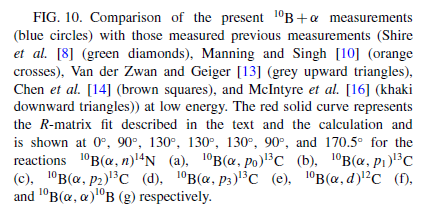 FIG. 10. Comparison of the present ¹⁰B + α measurements
(blue circles) with those measured previous measurements (Shire
et al. [8] (green diamonds), Manning and Singh [10] (orange
crosses), Van der Zwan and Geiger [13] (grey upward triangles),
Chen et al. [14] (brown squares), and McIntyre et al. [16] (khaki
downward triangles)) at low energy. The red solid curve represents
the R-matrix fit described in the text and the calculation and
is shown at 0°, 90°, 130°, 130°, 130°, 90°, and 170.5° for the
reactions ¹⁰B(α, n)¹⁴N (a), ¹⁰B(α, p₀)¹³C (b), ¹⁰B(α, p₁)¹³C
(c), ¹⁰B(α, p₂)¹³C (d), ¹⁰B(α, p₃)¹³C (e), ¹⁰B(α, d)¹²C (f),
and ¹⁰B(α, α)¹⁰B (g) respectively.